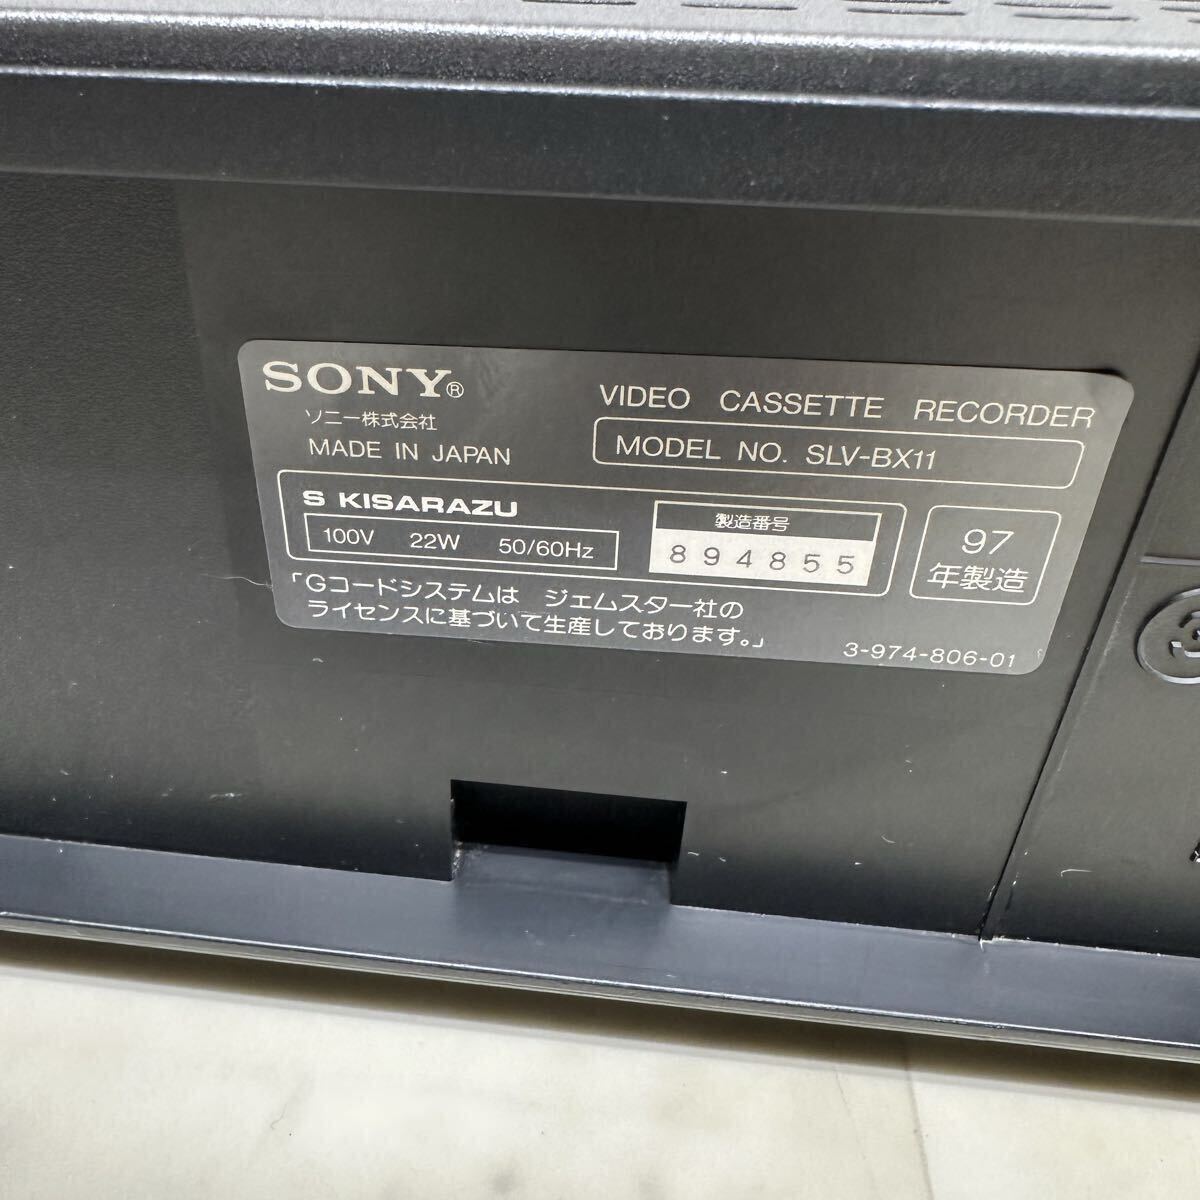 SONY®
ソニー株式会社
MADE IN JAPAN
VIDEO CASSETTE RECORDER
MODEL NO. SLV-BX11
S KISARAZU
100V 22W 50/60Hz
製造番号
894855
97
年製造
「Gコードシステムは ジェムスター社の
ライセンスに基づいて生産しております。」
3-974-806-01